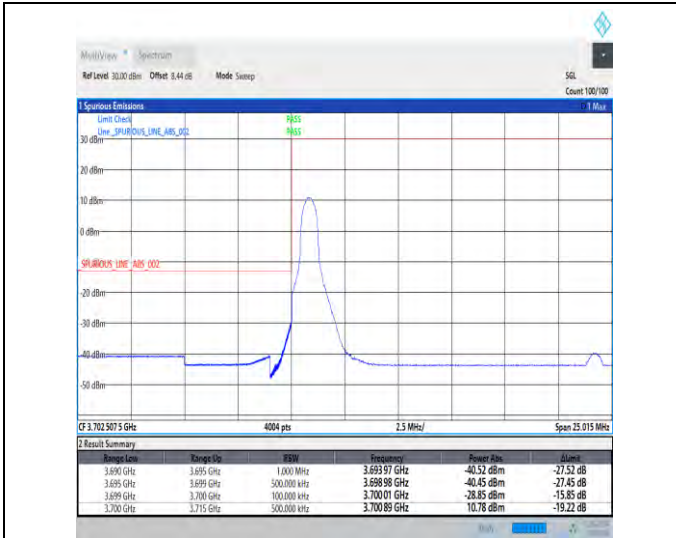 MultiView Spectrum
Ref Level 30.00 dBm Offset 8.44 dB Mode Sweep SGL
Count 100/100
1 Spurious Emissions 1 Max
Limit Check PASS
Line _SPURIOUS_LINE_ABS_002 PASS
30 dBm
20 dBm
10 dBm
0 dBm
_SPURIOUS_LINE_ABS_002
-20 dBm
-30 dBm
-40 dBm
-50 dBm
CF 3.702 507 5 GHz 4004 pts 2.5 MHz/ Span 25.015 MHz
2 Result Summary
Range Low Range Up RBW Frequency Power Abs ΔLimit
3.690 GHz 3.695 GHz 1.000 MHz 3.693 97 GHz -40.52 dBm -27.52 dB
3.695 GHz 3.699 GHz 500.000 kHz 3.698 98 GHz -40.45 dBm -27.45 dB
3.699 GHz 3.700 GHz 100.000 kHz 3.700 01 GHz -28.85 dBm -15.85 dB
3.700 GHz 3.715 GHz 500.000 kHz 3.700 89 GHz 10.78 dBm -19.22 dB